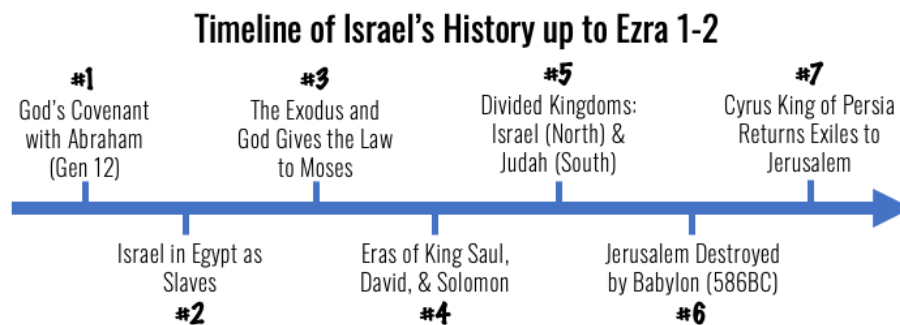 Timeline of Israel's History up to Ezra 1-2
#1
God's Covenant
with Abraham
(Gen 12)
#2
Israel in Egypt as
Slaves
#3
The Exodus and
God Gives the Law
to Moses
#4
Eras of King Saul,
David, & Solomon
#5
Divided Kingdoms:
Israel (North) &
Judah (South)
#6
Jerusalem Destroyed
by Babylon (586BC)
#7
Cyrus King of Persia
Returns Exiles to
Jerusalem